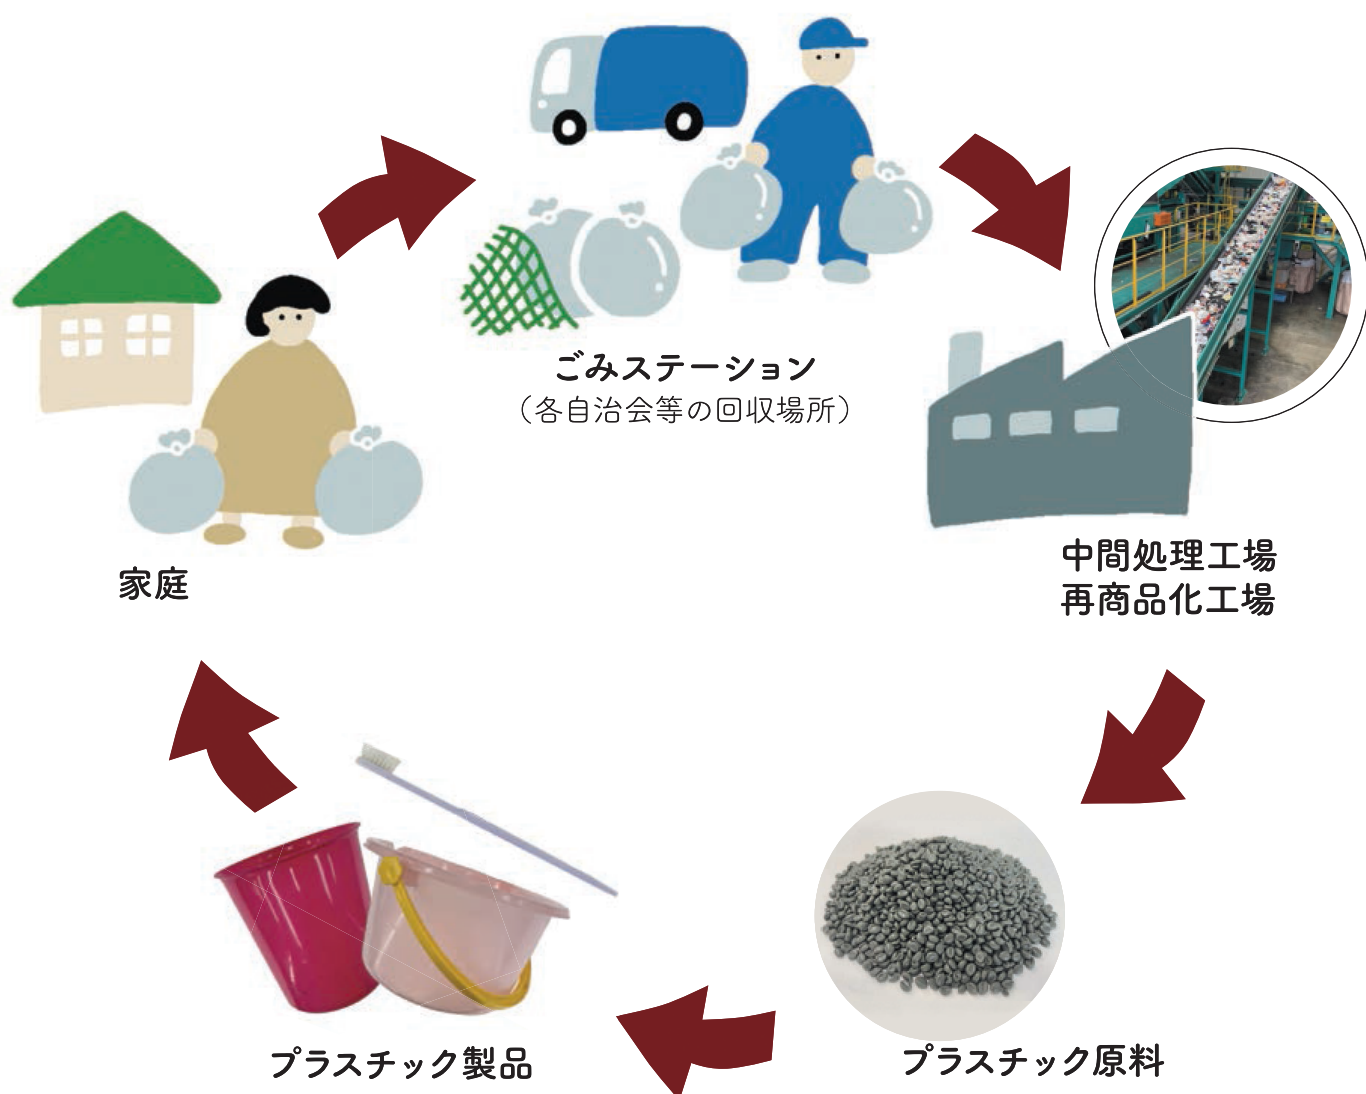 ごみステーション
（各自治会等の回収場所）
家庭
中間処理工場
再商品化工場
プラスチック製品
プラスチック原料